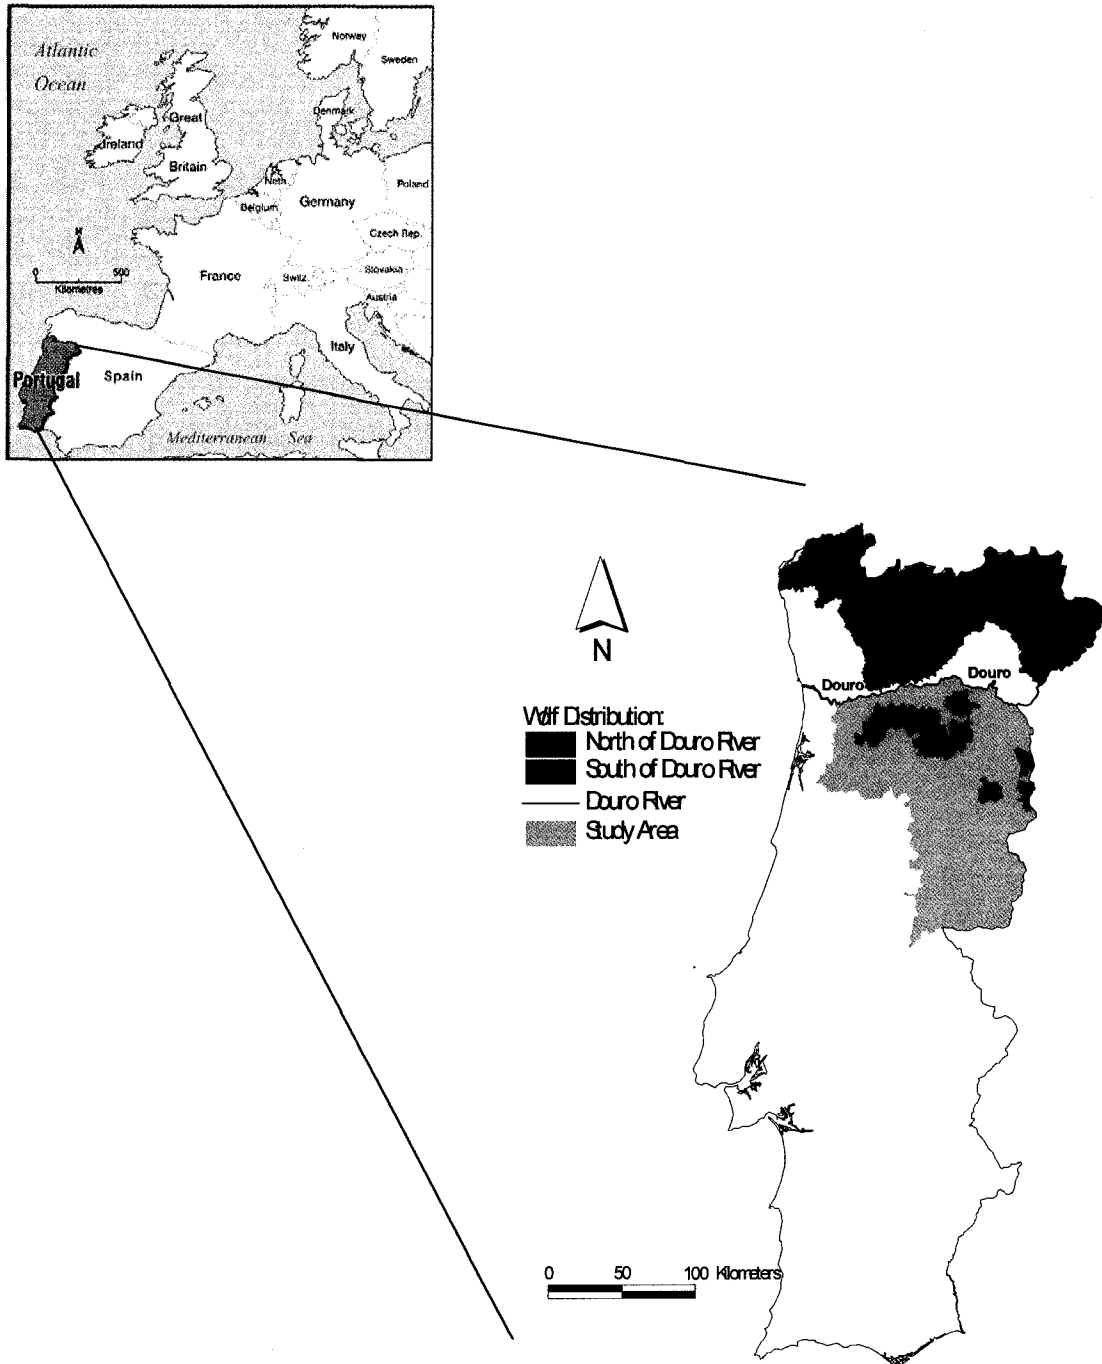 Atlantic
Ocean
Norway
Sweden
Denmark
Great
Britain
Ireland
Neth.
Belgium
Germany
Poland
Czech Rep.
Slovakia
Austria
France
Switz.
Italy
N
0 500
Kilometres
Portugal
Spain
Mediterranean Sea
N
Douro
Douro
Wolf Distribution:
North of Douro River
South of Douro River
Douro River
Study Area
0 50 100 Kilometers